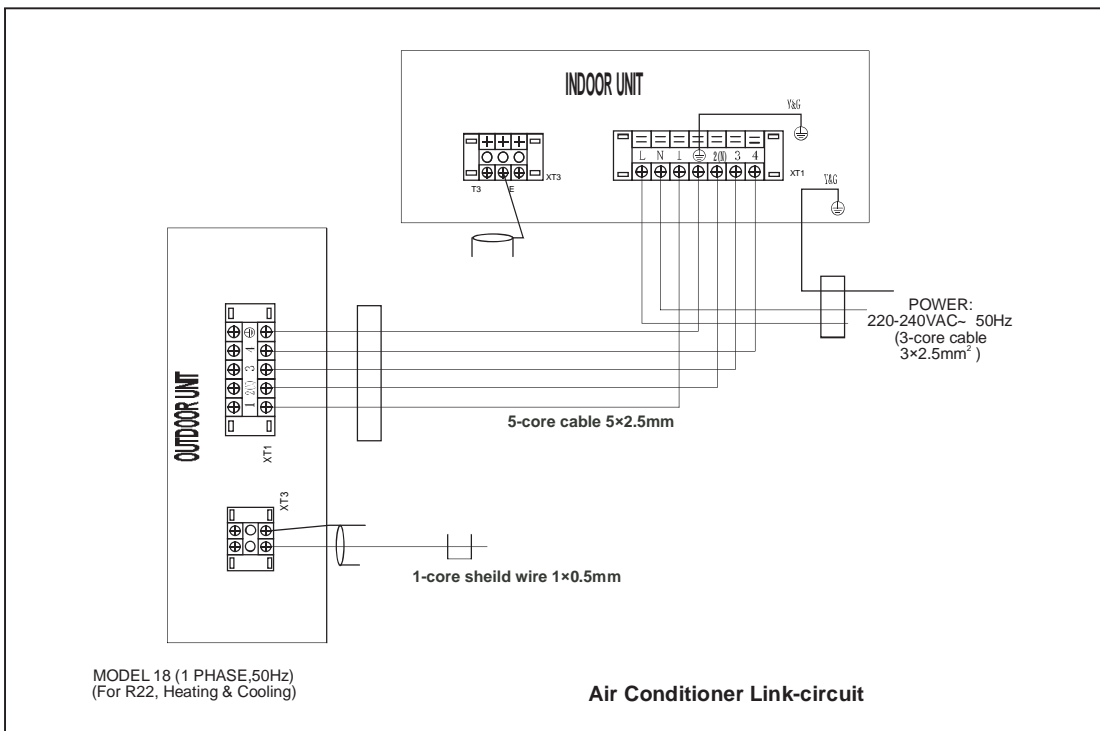 INDOOR UNIT
Y&G
L N 1 2(N) 3 4
XT1
XT3
T3 E
Y&G
POWER:
220-240VAC~ 50Hz
(3-core cable
3×2.5mm²)
OUTDOOR UNIT
1 2(N) 3 4
XT1
5-core cable 5×2.5mm
XT3
1-core sheild wire 1×0.5mm
MODEL 18 (1 PHASE,50Hz)
(For R22, Heating & Cooling)
Air Conditioner Link-circuit